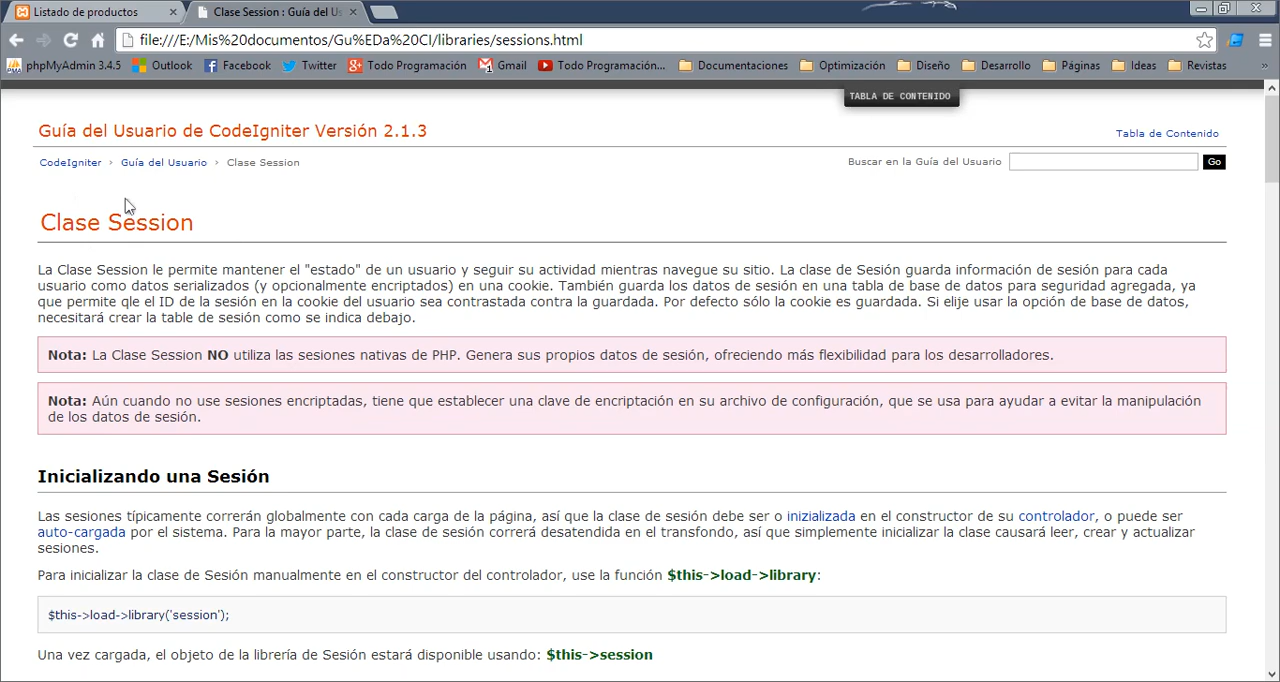 Listado de productos
Clase Session : Guía del Us
file:///E:/Mis%20documentos/Gu%EDa%20CI/libraries/sessions.html
phpMyAdmin 3.4.5 Outlook Facebook Twitter Todo Programación Gmail Todo Programación... Documentaciones Optimización Diseño Desarrollo Páginas Ideas Revistas »
TABLA DE CONTENIDO
Guía del Usuario de CodeIgniter Versión 2.1.3
Tabla de Contenido
CodeIgniter › Guía del Usuario › Clase Session
Buscar en la Guía del Usuario Go
Clase Session
La Clase Session le permite mantener el "estado" de un usuario y seguir su actividad mientras navegue su sitio. La clase de Sesión guarda información de sesión para cada
usuario como datos serializados (y opcionalmente encriptados) en una cookie. También guarda los datos de sesión en una tabla de base de datos para seguridad agregada, ya
que permite qle el ID de la sesión en la cookie del usuario sea contrastada contra la guardada. Por defecto sólo la cookie es guardada. Si elije usar la opción de base de datos,
necesitará crear la table de sesión como se indica debajo.
Nota: La Clase Session NO utiliza las sesiones nativas de PHP. Genera sus propios datos de sesión, ofreciendo más flexibilidad para los desarrolladores.
Nota: Aún cuando no use sesiones encriptadas, tiene que establecer una clave de encriptación en su archivo de configuración, que se usa para ayudar a evitar la manipulación
de los datos de sesión.
Inicializando una Sesión
Las sesiones típicamente correrán globalmente con cada carga de la página, así que la clase de sesión debe ser o inizializada en el constructor de su controlador, o puede ser
auto-cargada por el sistema. Para la mayor parte, la clase de sesión correrá desatendida en el transfondo, así que simplemente inicializar la clase causará leer, crear y actualizar
sesiones.
Para inicializar la clase de Sesión manualmente en el constructor del controlador, use la función $this->load->library:
$this->load->library('session');
Una vez cargada, el objeto de la librería de Sesión estará disponible usando: $this->session